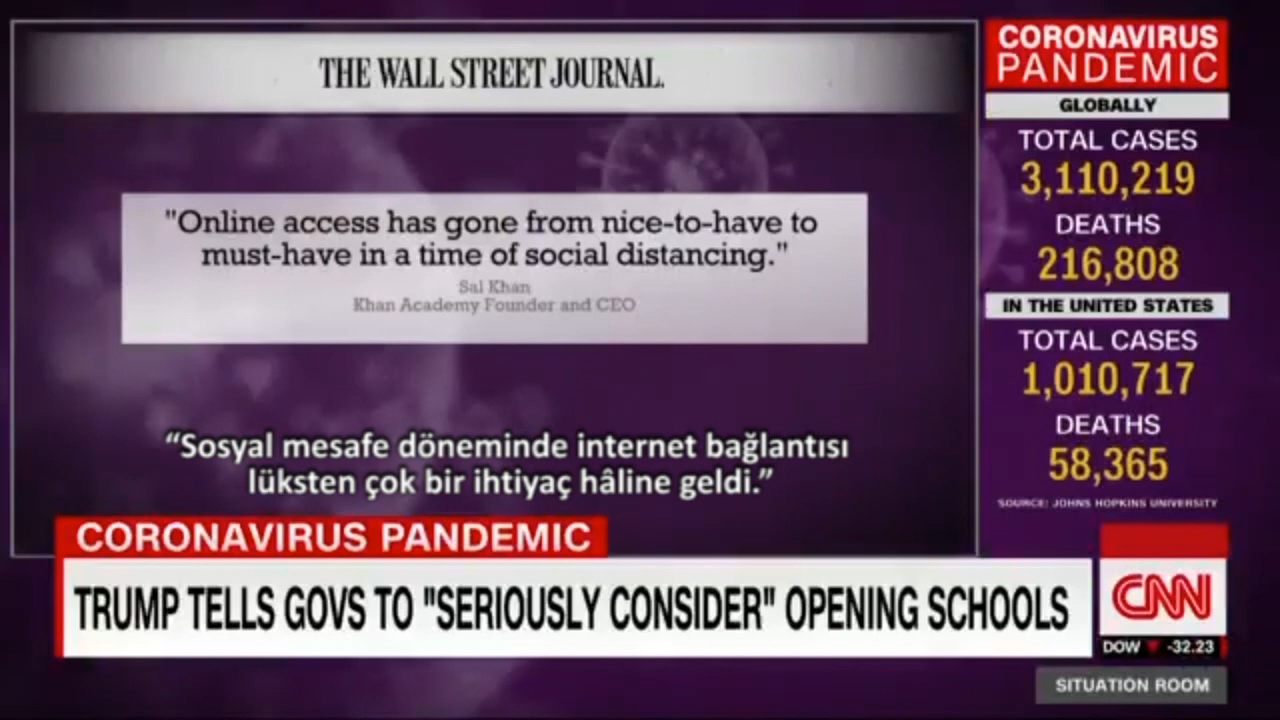 THE WALL STREET JOURNAL.
"Online access has gone from nice-to-have to
must-have in a time of social distancing."
Sal Khan
Khan Academy Founder and CEO
“Sosyal mesafe döneminde internet bağlantısı
lüksten çok bir ihtiyaç hâline geldi.”
CORONAVIRUS PANDEMIC
TRUMP TELLS GOVS TO "SERIOUSLY CONSIDER" OPENING SCHOOLS
CORONAVIRUS
PANDEMIC
GLOBALLY
TOTAL CASES
3,110,219
DEATHS
216,808
IN THE UNITED STATES
TOTAL CASES
1,010,717
DEATHS
58,365
SOURCE: JOHNS HOPKINS UNIVERSITY
CNN
DOW -32.23
SITUATION ROOM